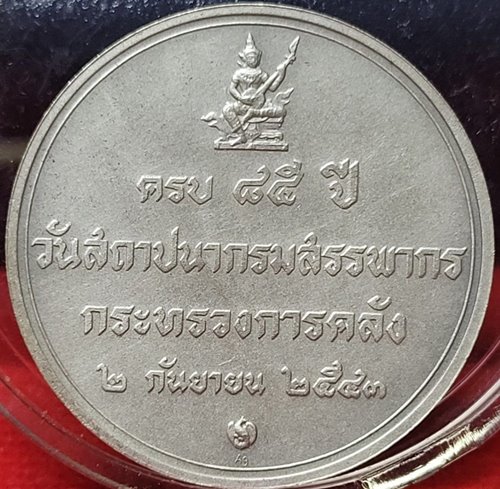 ครบ ๘๕ ปี
วันสถาปนากรมสรรพากร
กระทรวงการคลัง
๒ กันยายน ๒๕๔๓